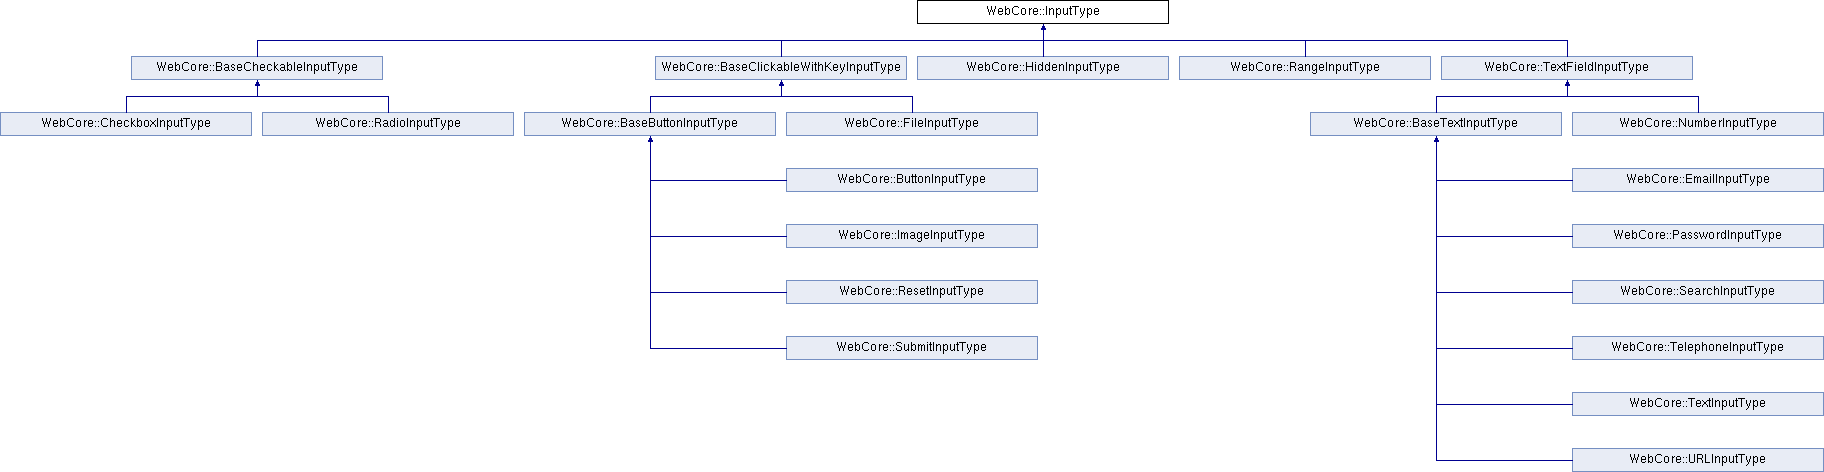 WebCore::InputType
WebCore::BaseCheckableInputType
WebCore::BaseClickableWithKeyInputType
WebCore::HiddenInputType
WebCore::RangeInputType
WebCore::TextFieldInputType
WebCore::CheckboxInputType
WebCore::RadioInputType
WebCore::BaseButtonInputType
WebCore::FileInputType
WebCore::BaseTextInputType
WebCore::NumberInputType
WebCore::ButtonInputType
WebCore::EmailInputType
WebCore::ImageInputType
WebCore::PasswordInputType
WebCore::ResetInputType
WebCore::SearchInputType
WebCore::SubmitInputType
WebCore::TelephoneInputType
WebCore::TextInputType
WebCore::URLInputType